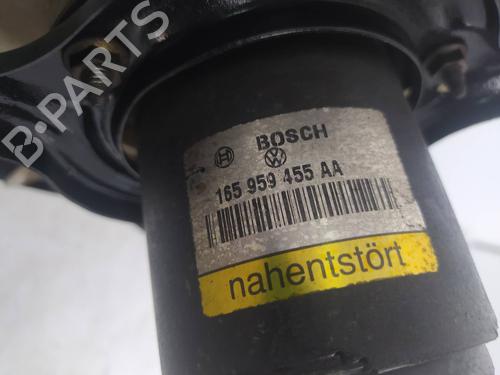 B-PARTS
BOSCH
165 959 455 AA
nahentstört